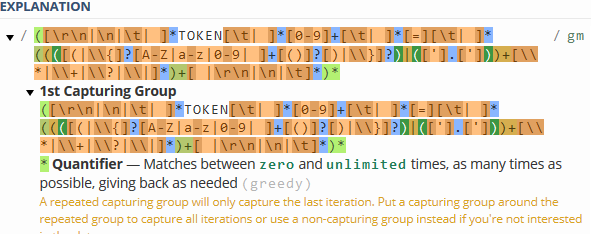 EXPLANATION
/ ([\r\n|\n|\t| ]*TOKEN[\t| ]*[0-9]+[\t| ]*[=][\t| ]* / gm
((([(|\\{]?[A-Z|a-z|0-9| ]+[()]?[)|\\}]?)|(['].[']))+[\\
*|\\+|\\?|\\|]*)+[ |\r\n|\n|\t]*)*
1st Capturing Group
([\r\n|\n|\t| ]*TOKEN[\t| ]*[0-9]+[\t| ]*[=][\t| ]*
((([(|\\{]?[A-Z|a-z|0-9| ]+[()]?[)|\\}]?)|(['].[']))+[\\
*|\\+|\\?|\\|]*)+[ |\r\n|\n|\t]*)*
* Quantifier — Matches between zero and unlimited times, as many times as
possible, giving back as needed (greedy)
A repeated capturing group will only capture the last iteration. Put a capturing group around the
repeated group to capture all iterations or use a non-capturing group instead if you're not interested